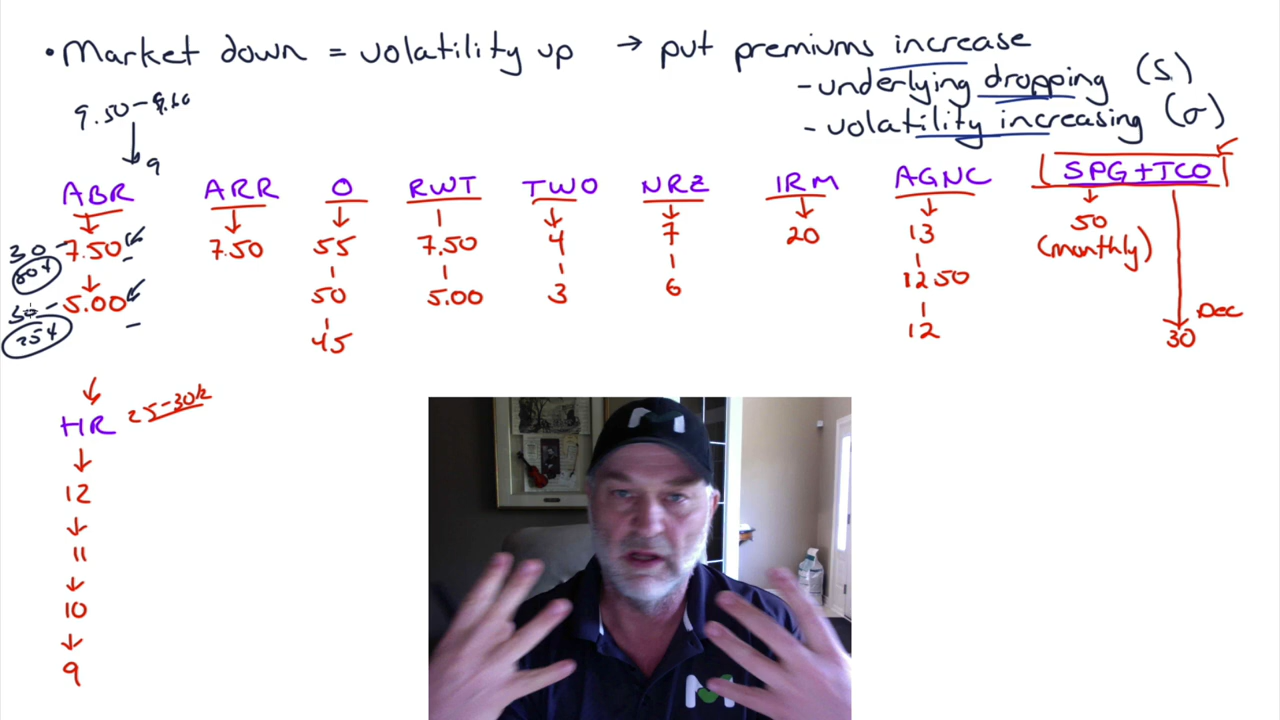 • Market down = volatility up → put premiums increase
- underlying dropping (S)
- volatility increasing (σ)
9.50 -
↓ 9
ABR ARR O RWT TWO NRZ IRM AGNC SPG+TCO
30 - 7.50 7.50 55 7.50 4 7 20 13 50
(monthly)
5.00 50 5.00 3 6 12 50
25¢ 45 12 Dec
30
HR 25-30k
↓
12
↓
11
↓
10
↓
9